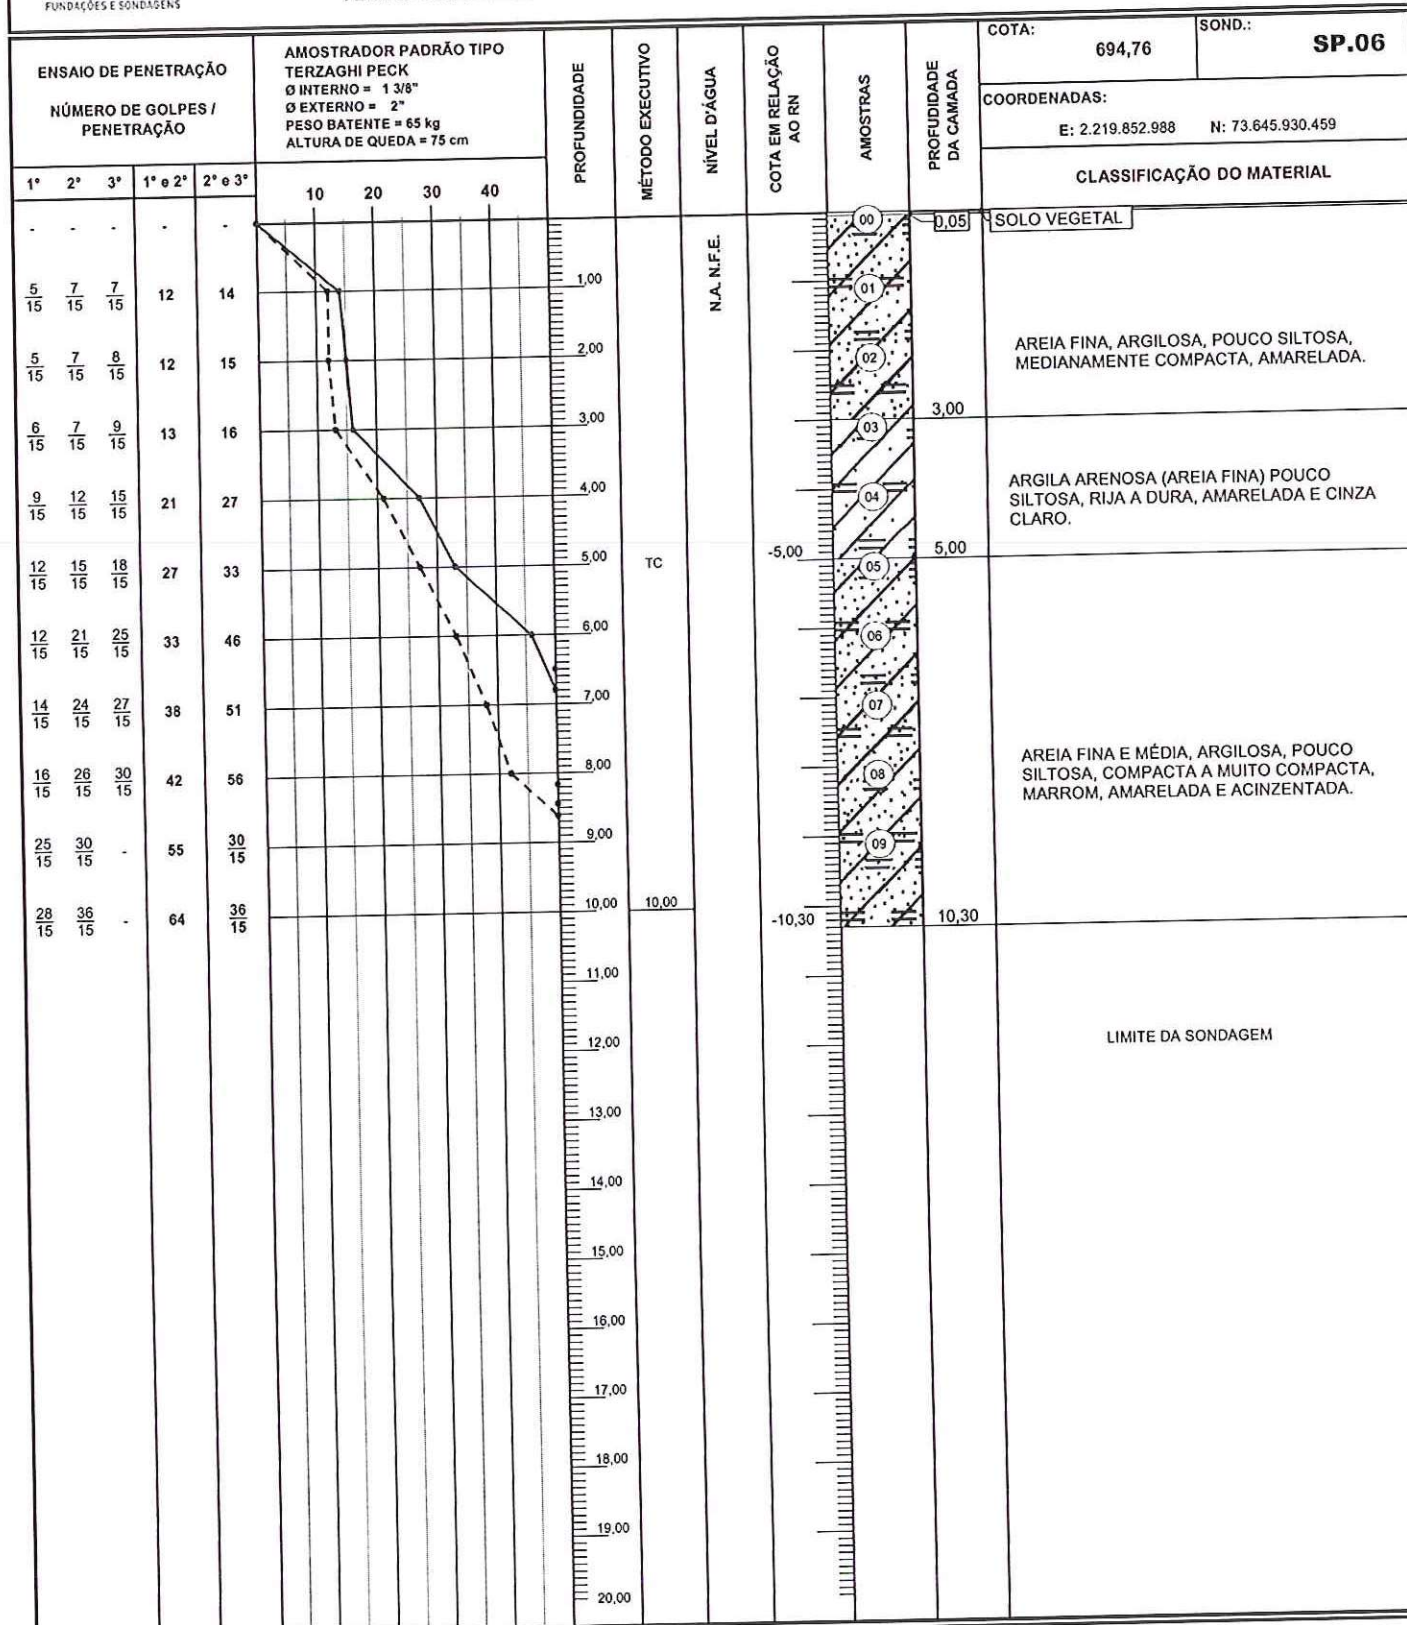 FUNDAÇÕES E SONDAGENS
ENSAIO DE PENETRAÇÃO
NÚMERO DE GOLPES /
PENETRAÇÃO
AMOSTRADOR PADRÃO TIPO
TERZAGHI PECK
Ø INTERNO = 1 3/8"
Ø EXTERNO = 2"
PESO BATENTE = 65 kg
ALTURA DE QUEDA = 75 cm
PROFUNDIDADE
MÉTODO EXECUTIVO
NÍVEL D'ÁGUA
COTA EM RELAÇÃO
AO RN
AMOSTRAS
PROFUDIDADE
DA CAMADA
COTA:
694,76
SOND.:
SP.06
COORDENADAS:
E: 2.219.852.988 N: 73.645.930.459
CLASSIFICAÇÃO DO MATERIAL
1° 2° 3° 1° e 2° 2° e 3°
10 20 30 40
- - - - -
5/15 7/15 7/15 12 14
5/15 7/15 8/15 12 15
6/15 7/15 9/15 13 16
9/15 12/15 15/15 21 27
12/15 15/15 18/15 27 33
12/15 21/15 25/15 33 46
14/15 24/15 27/15 38 51
16/15 26/15 30/15 42 56
25/15 30/15 - 55 30/15
28/15 36/15 - 64 36/15
1,00
2,00
3,00
4,00
5,00
6,00
7,00
8,00
9,00
10,00
11,00
12,00
13,00
14,00
15,00
16,00
17,00
18,00
19,00
20,00
TC
10,00
N.A. N.F.E.
-5,00
-10,30
00
01
02
03
04
05
06
07
08
09
0,05
3,00
5,00
10,30
SOLO VEGETAL
AREIA FINA, ARGILOSA, POUCO SILTOSA,
MEDIANAMENTE COMPACTA, AMARELADA.
ARGILA ARENOSA (AREIA FINA) POUCO
SILTOSA, RIJA A DURA, AMARELADA E CINZA
CLARO.
AREIA FINA E MÉDIA, ARGILOSA, POUCO
SILTOSA, COMPACTA A MUITO COMPACTA,
MARROM, AMARELADA E ACINZENTADA.
LIMITE DA SONDAGEM